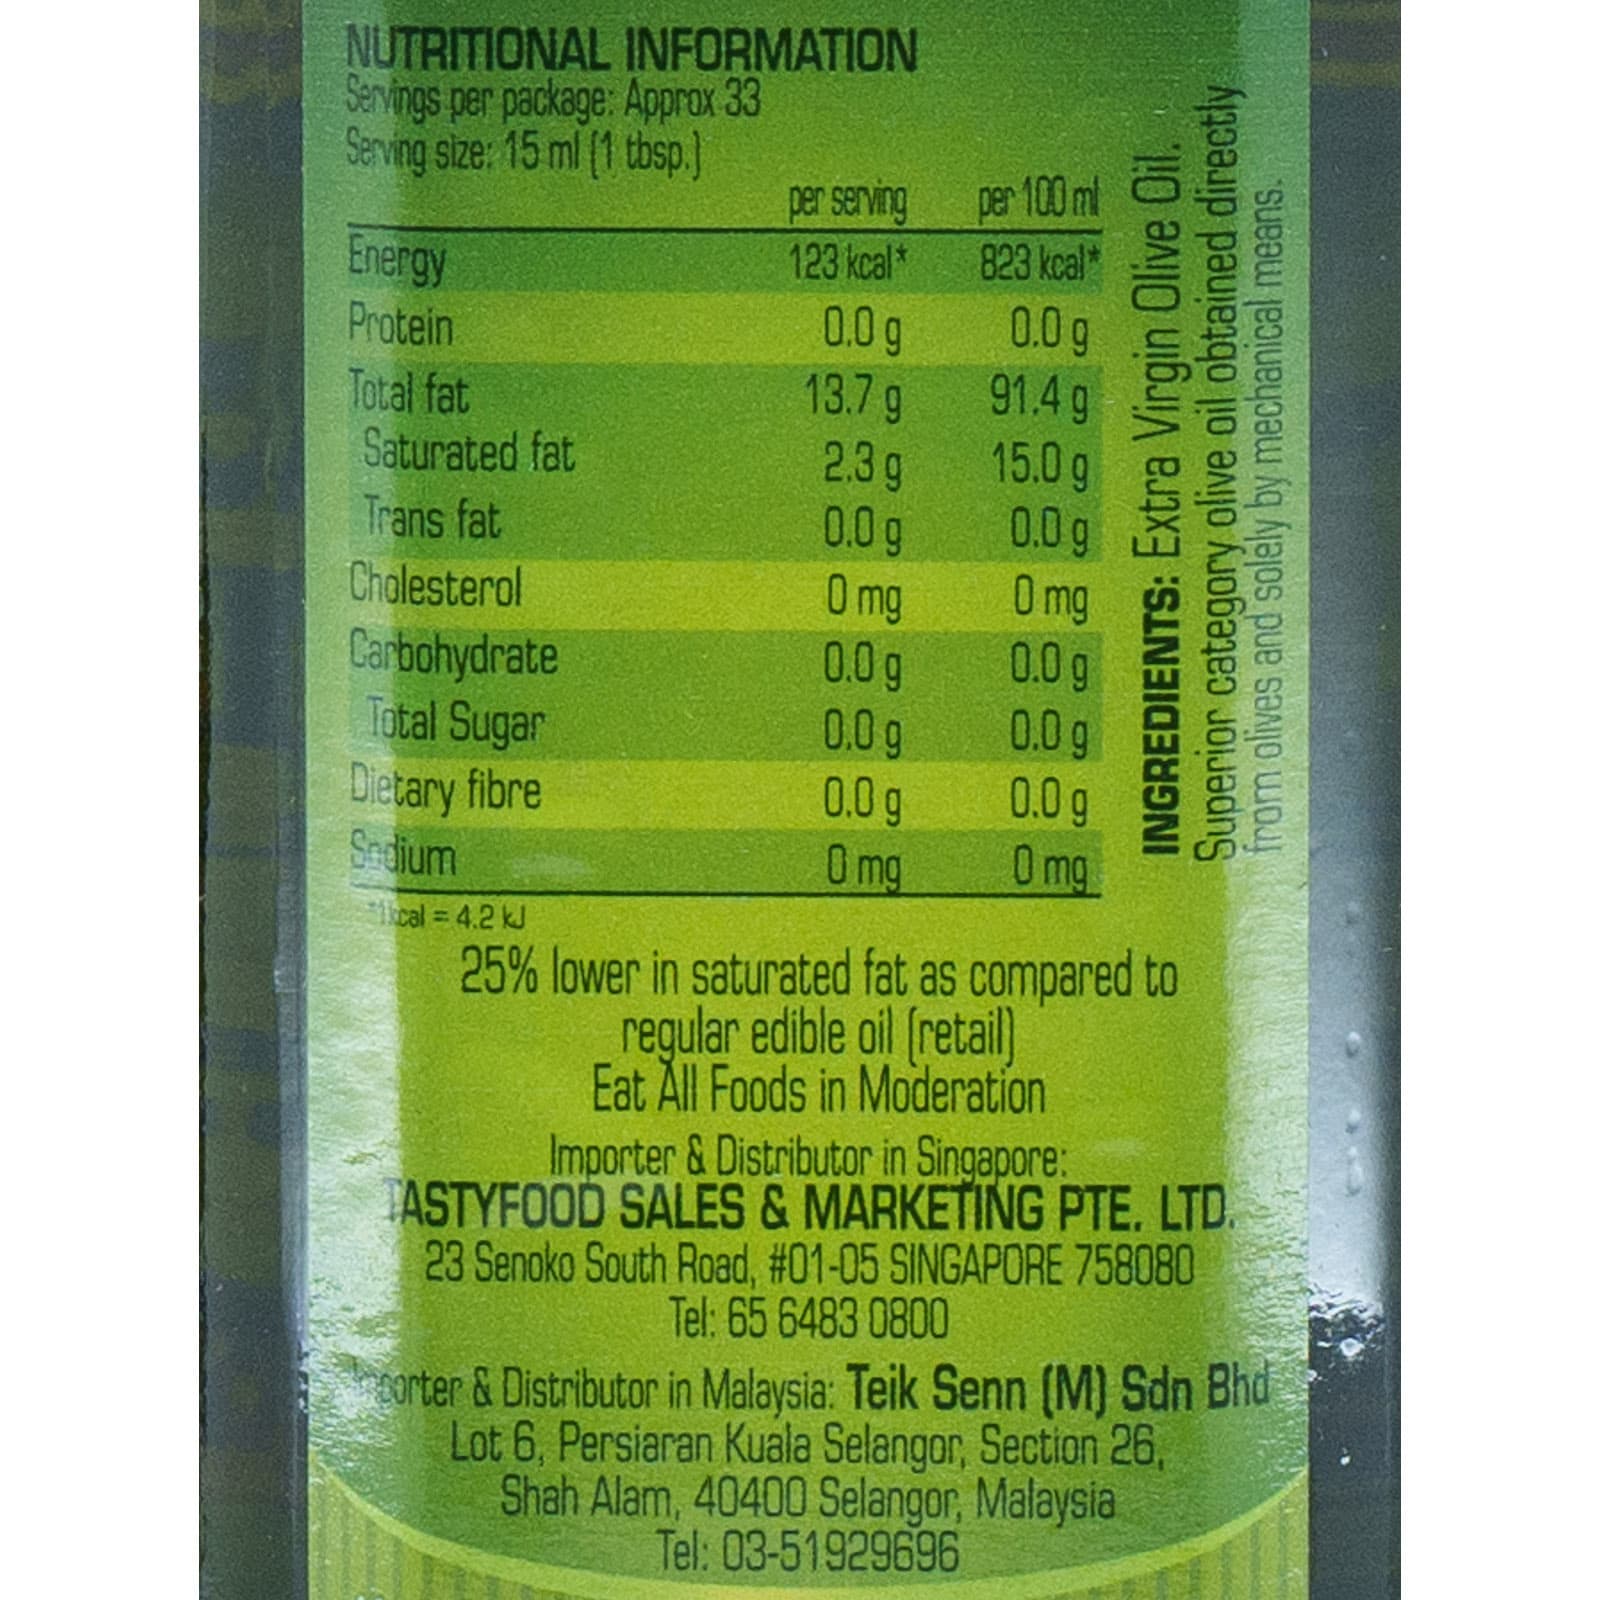 NUTRITIONAL INFORMATION
Servings per package: Approx 33
Serving size: 15 ml (1 tbsp.)
per serving per 100 ml
Energy 123 kcal* 823 kcal*
Protein 0.0 g 0.0 g
Total fat 13.7 g 91.4 g
Saturated fat 2.3 g 15.0 g
Trans fat 0.0 g 0.0 g
Cholesterol 0 mg 0 mg
Carbohydrate 0.0 g 0.0 g
Total Sugar 0.0 g 0.0 g
Dietary fibre 0.0 g 0.0 g
Sodium 0 mg 0 mg
*1 kcal = 4.2 kJ
25% lower in saturated fat as compared to
regular edible oil (retail)
Eat All Foods in Moderation
Importer & Distributor in Singapore:
TASTYFOOD SALES & MARKETING PTE. LTD.
23 Senoko South Road, #01-05 SINGAPORE 758080
Tel: 65 6483 0800
Importer & Distributor in Malaysia: Teik Senn (M) Sdn Bhd
Lot 6, Persiaran Kuala Selangor, Section 26,
Shah Alam, 40400 Selangor, Malaysia
Tel: 03-51929696
INGREDIENTS: Extra Virgin Olive Oil.
Superior category olive oil obtained directly
from olives and solely by mechanical means.